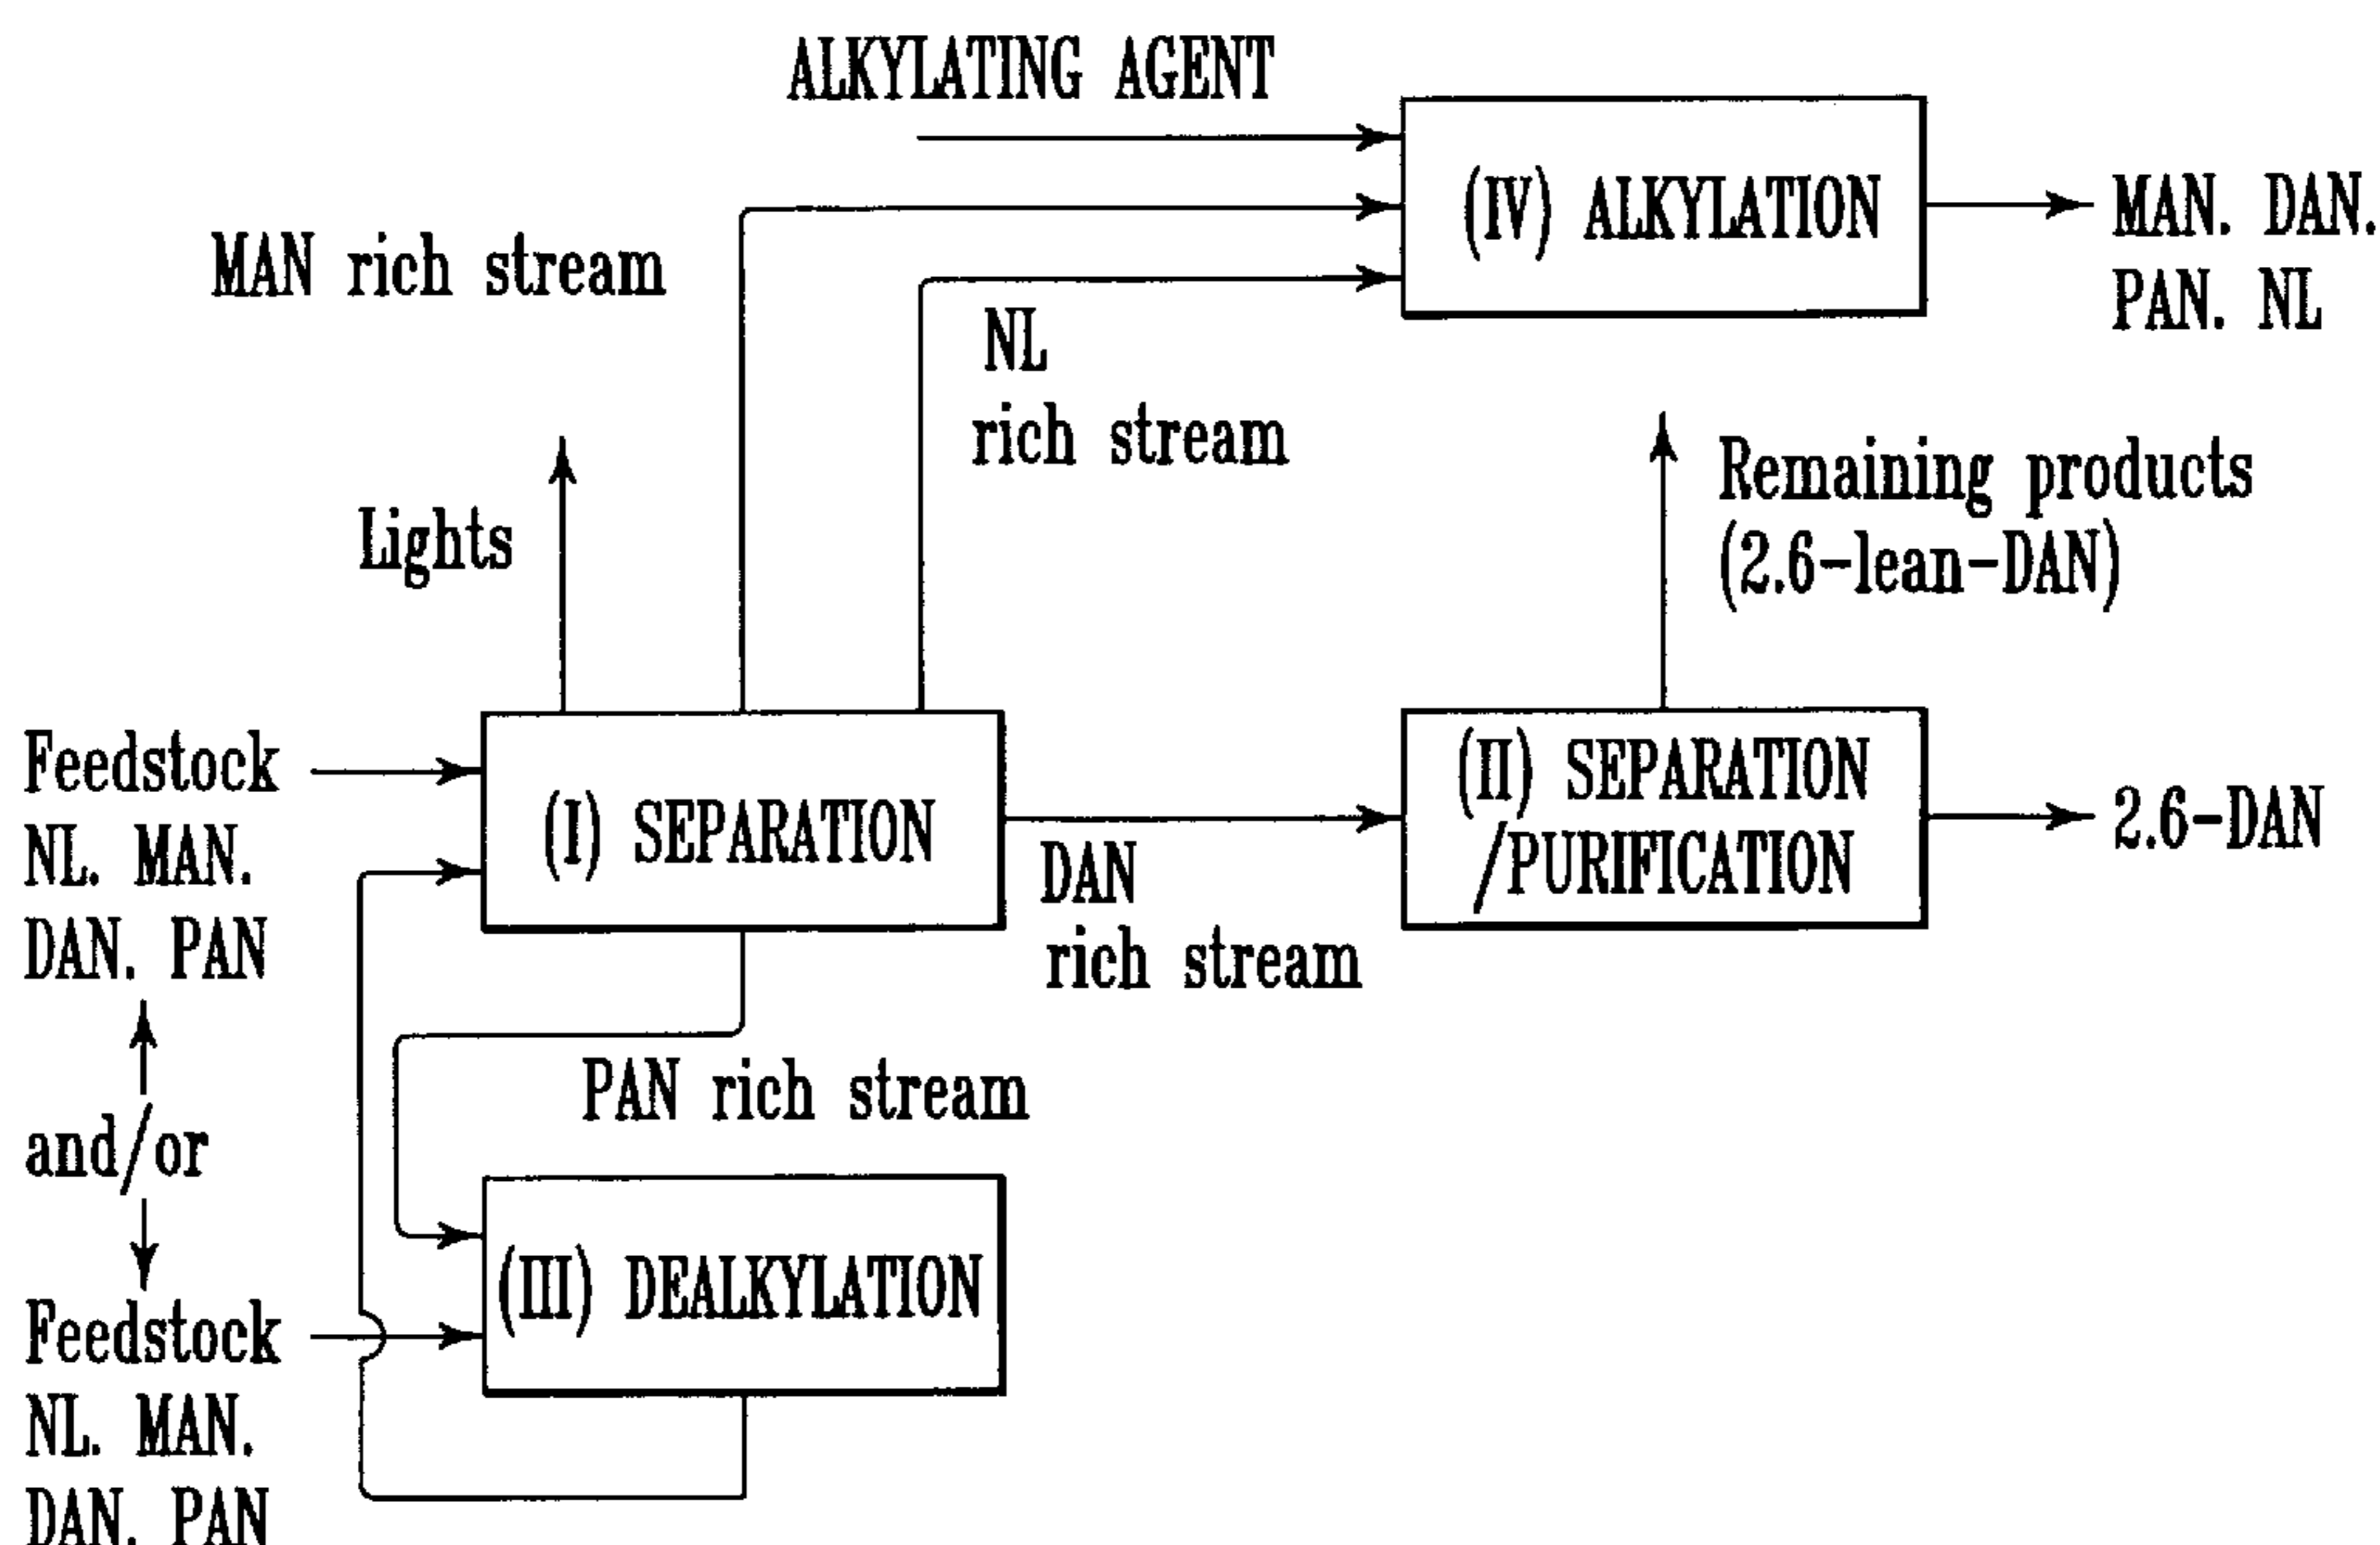 ALKYLATING AGENT
(IV) ALKYLATION
MAN. DAN.
PAN. NL
MAN rich stream
NL
rich stream
Lights
Remaining products
(2.6-lean-DAN)
Feedstock
NL. MAN.
DAN. PAN
(I) SEPARATION
DAN
rich stream
(II) SEPARATION
/PURIFICATION
2.6-DAN
and/or
PAN rich stream
(III) DEALKYLATION
Feedstock
NL. MAN.
DAN. PAN